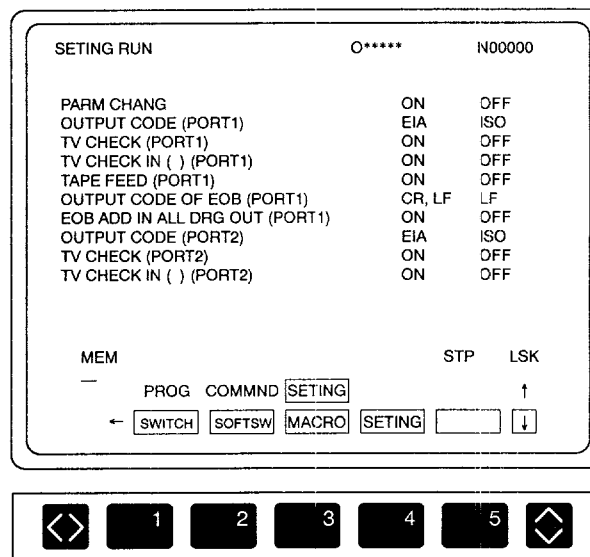 SETING RUN O***** N00000
PARM CHANG ON OFF
OUTPUT CODE (PORT1) EIA ISO
TV CHECK (PORT1) ON OFF
TV CHECK IN ( ) (PORT1) ON OFF
TAPE FEED (PORT1) ON OFF
OUTPUT CODE OF EOB (PORT1) CR, LF LF
EOB ADD IN ALL DRG OUT (PORT1) ON OFF
OUTPUT CODE (PORT2) EIA ISO
TV CHECK (PORT2) ON OFF
TV CHECK IN ( ) (PORT2) ON OFF
MEM STP LSK
PROG COMMND SETING ↑
← SWITCH SOFTSW MACRO SETING ↓
1 2 3 4 5